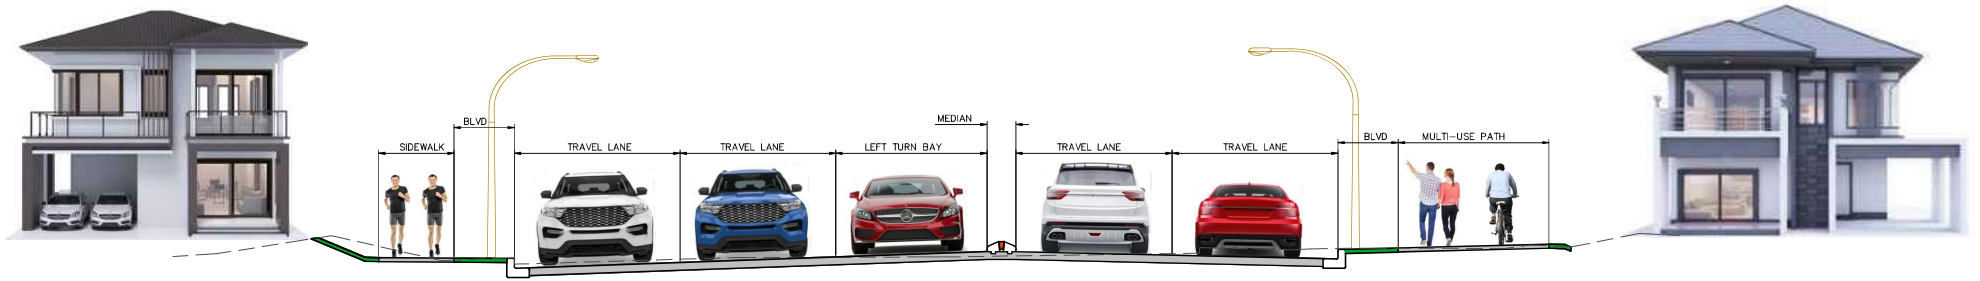 SIDEWALK
BLVD
TRAVEL LANE
TRAVEL LANE
LEFT TURN BAY
MEDIAN
TRAVEL LANE
TRAVEL LANE
BLVD
MULTI-USE PATH